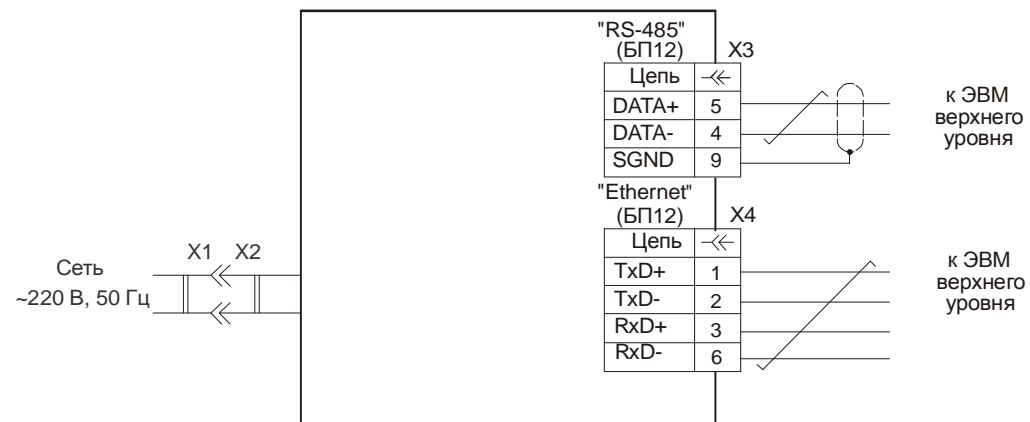 "RS-485"
(БП12) X3
Цепь
DATA+ 5
DATA- 4
SGND 9
к ЭВМ
верхнего
уровня
"Ethernet"
(БП12) X4
Цепь
TxD+ 1
TxD- 2
RxD+ 3
RxD- 6
к ЭВМ
верхнего
уровня
X1 X2
Сеть
~220 В, 50 Гц